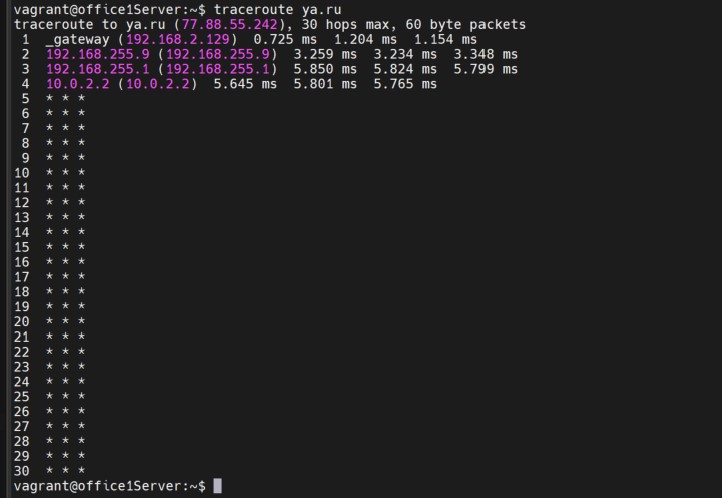 vagrant@office1Server:~$ traceroute ya.ru
traceroute to ya.ru (77.88.55.242), 30 hops max, 60 byte packets
 1  _gateway (192.168.2.129)  0.725 ms  1.204 ms  1.154 ms
 2  192.168.255.9 (192.168.255.9)  3.259 ms  3.234 ms  3.348 ms
 3  192.168.255.1 (192.168.255.1)  5.850 ms  5.824 ms  5.799 ms
 4  10.0.2.2 (10.0.2.2)  5.645 ms  5.801 ms  5.765 ms
 5  * * *
 6  * * *
 7  * * *
 8  * * *
 9  * * *
10  * * *
11  * * *
12  * * *
13  * * *
14  * * *
15  * * *
16  * * *
17  * * *
18  * * *
19  * * *
20  * * *
21  * * *
22  * * *
23  * * *
24  * * *
25  * * *
26  * * *
27  * * *
28  * * *
29  * * *
30  * * *
vagrant@office1Server:~$